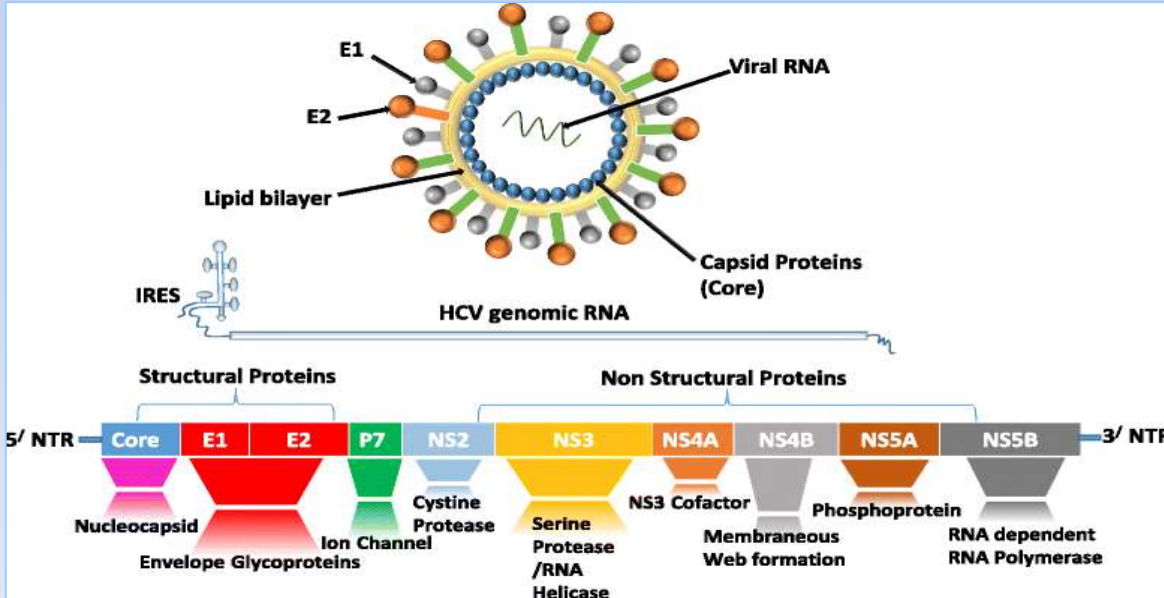 E1
E2
Viral RNA
Lipid bilayer
Capsid Proteins
(Core)
IRES
HCV genomic RNA
Structural Proteins
Non Structural Proteins
5/ NTR
Core
E1
E2
P7
NS2
NS3
NS4A
NS4B
NS5A
NS5B
3/ NTR
Nucleocapsid
Envelope Glycoproteins
Ion Channel
Cystine
Protease
Serine
Protease
/RNA
Helicase
NS3 Cofactor
Membraneous
Web formation
Phosphoprotein
RNA dependent
RNA Polymerase